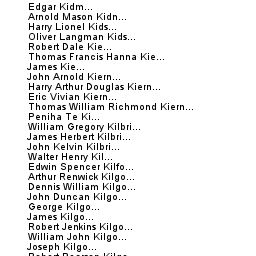 Edgar Kidm...
Arnold Mason Kidn...
Harry Lionel Kids...
Oliver Langman Kids...
Robert Dale Kie...
Thomas Francis Hanna Kie...
James Kie...
John Arnold Kiern...
Harry Arthur Douglas Kiern...
Eric Vivian Kiern...
Thomas William Richmond Kiern...
Peniha Te Ki...
William Gregory Kilbri...
James Herbert Kilbri...
John Kelvin Kilbri...
Walter Henry Kil...
Edwin Spencer Kilfo...
Arthur Renwick Kilgo...
Dennis William Kilgo...
John Duncan Kilgo...
George Kilgo...
James Kilgo...
Robert Jenkins Kilgo...
William John Kilgo...
Joseph Kilgo...